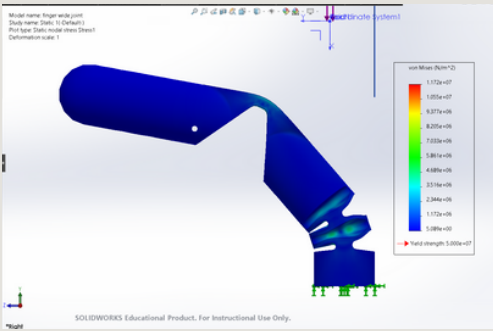 Model name: finger wide joint
Study name: Static 1(-Default-)
Plot type: Static nodal stress Stress1
Deformation scale: 1
von Mises (N/m^2)
1.172e+07
1.055e+07
9.377e+06
8.205e+06
7.033e+06
5.861e+06
4.689e+06
3.516e+06
2.344e+06
1.172e+06
5.089e+00
Yield strength: 5.000e+07
SOLIDWORKS Educational Product. For Instructional Use Only.
*Right